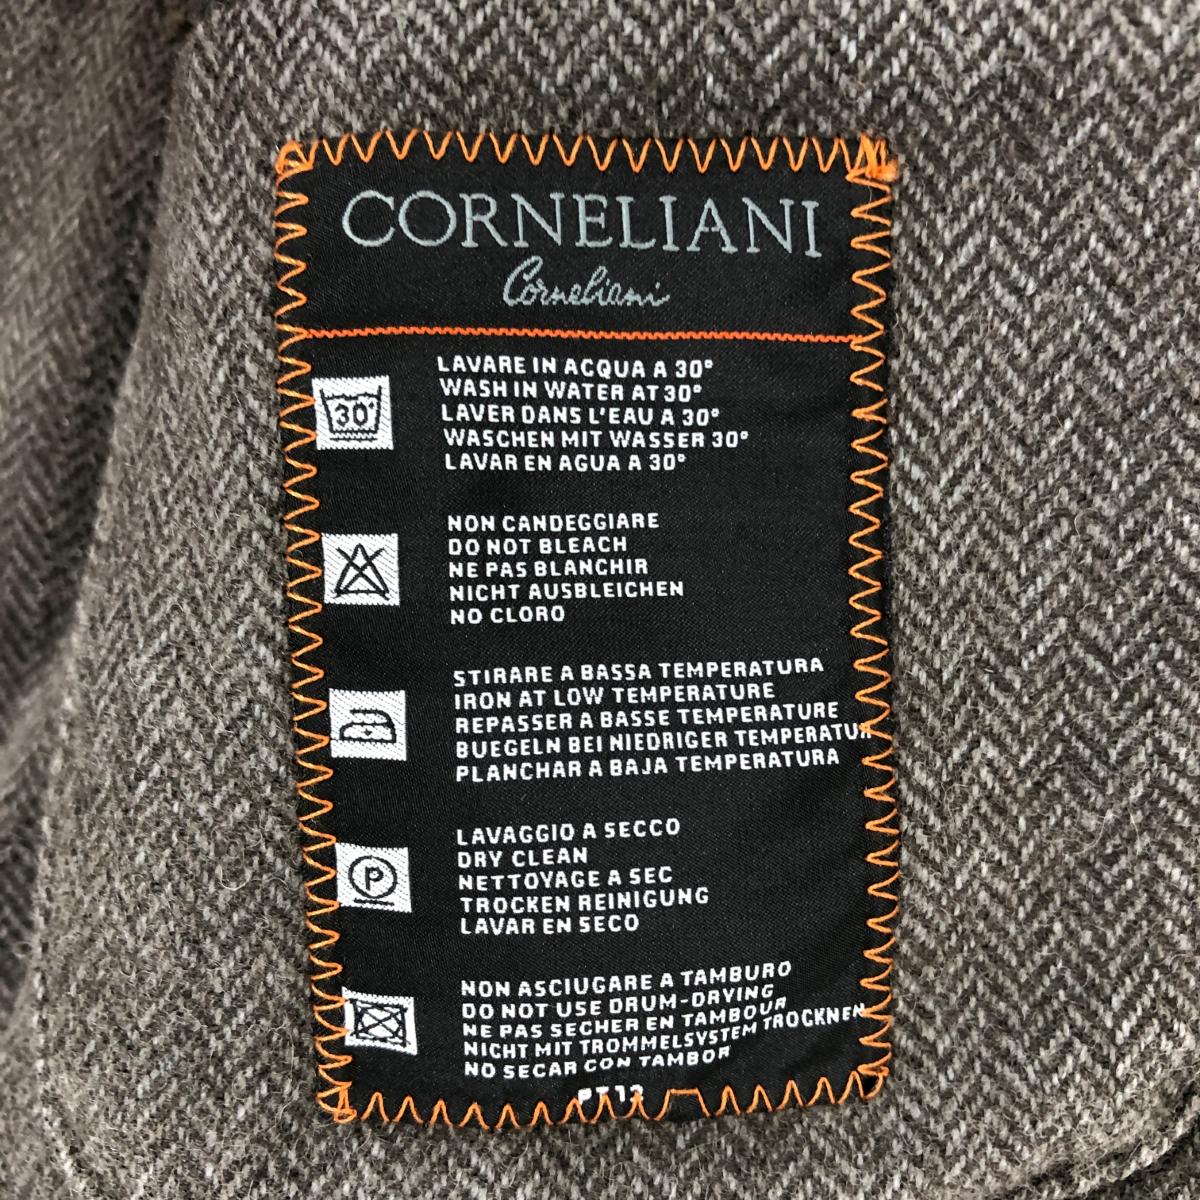 CORNELIANI
Corneliani
30°
LAVARE IN ACQUA A 30°
WASH IN WATER AT 30°
LAVER DANS L'EAU A 30°
WASCHEN MIT WASSER 30°
LAVAR EN AGUA A 30°
NON CANDEGGIARE
DO NOT BLEACH
NE PAS BLANCHIR
NICHT AUSBLEICHEN
NO CLORO
STIRARE A BASSA TEMPERATURA
IRON AT LOW TEMPERATURE
REPASSER A BASSE TEMPERATURE
BUEGELN BEI NIEDRIGER TEMPERATUR
PLANCHAR A BAJA TEMPERATURA
P
LAVAGGIO A SECCO
DRY CLEAN
NETTOYAGE A SEC
TROCKEN REINIGUNG
LAVAR EN SECO
NON ASCIUGARE A TAMBURO
DO NOT USE DRUM-DRYING
NE PAS SECHER EN TAMBOUR
NICHT MIT TROMMELSYSTEM TROCKNEN
NO SECAR CON TAMBOR